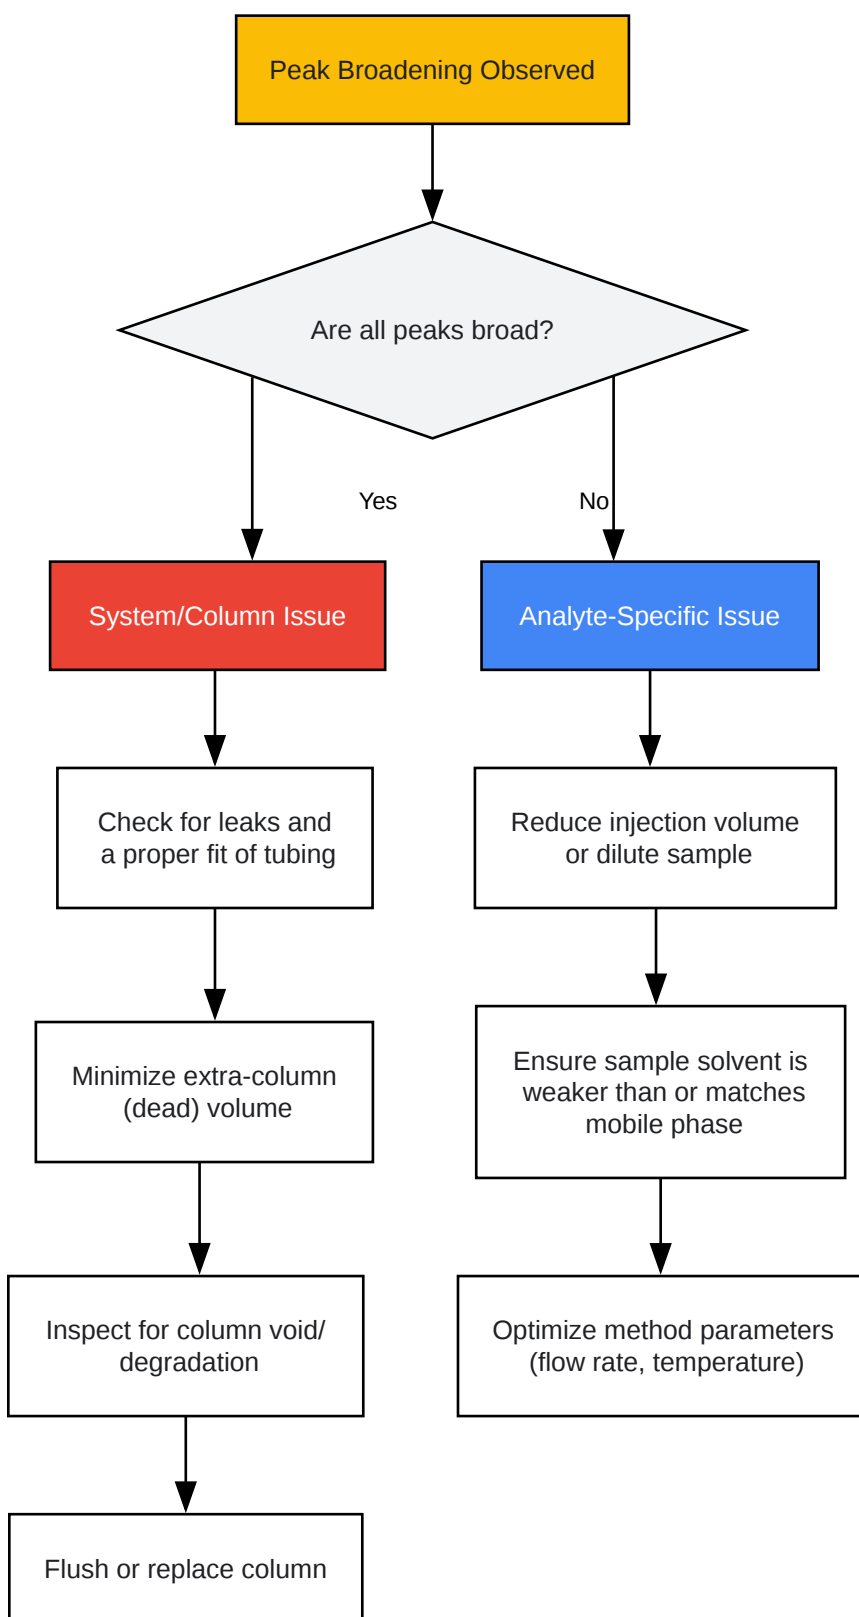 Peak Broadening Observed
Are all peaks broad?
Yes
No
System/Column Issue
Analyte-Specific Issue
Check for leaks and
a proper fit of tubing
Reduce injection volume
or dilute sample
Minimize extra-column
(dead) volume
Ensure sample solvent is
weaker than or matches
mobile phase
Inspect for column void/
degradation
Optimize method parameters
(flow rate, temperature)
Flush or replace column